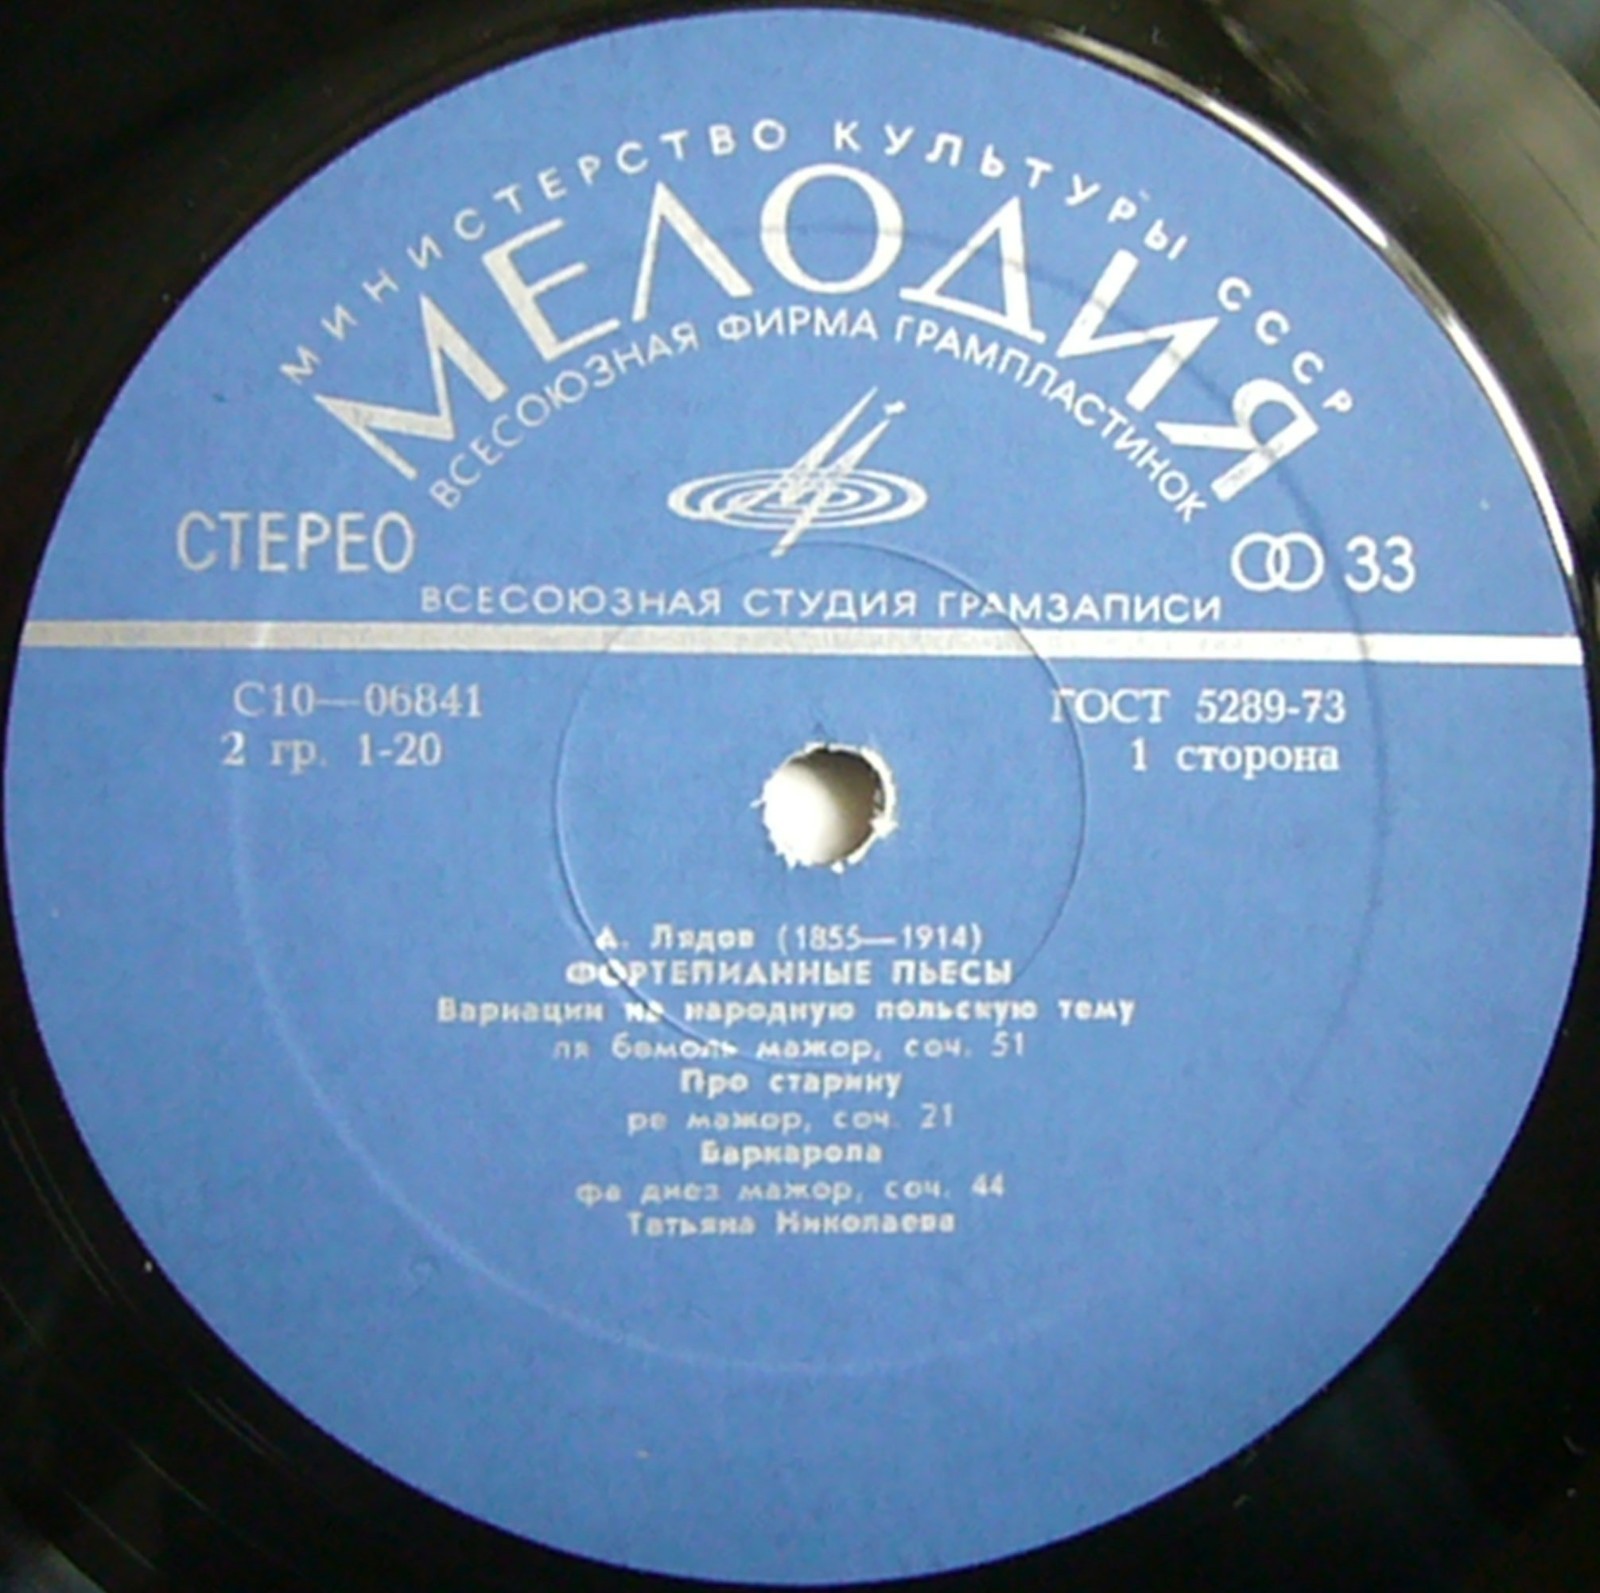 МИНИСТЕРСТВО КУЛЬТУРЫ СССР
МЕЛОДИЯ
ВСЕСОЮЗНАЯ ФИРМА ГРАМПЛАСТИНОК
СТЕРЕО
33
ВСЕСОЮЗНАЯ СТУДИЯ ГРАМЗАПИСИ
С10—06841
ГОСТ 5289-73
2 гр. 1-20
1 сторона
А. Лядов (1855—1914)
ФОРТЕПИАННЫЕ ПЬЕСЫ
Вариации на народную польскую тему
ля бемоль мажор, соч. 51
Про старину
ре мажор, соч. 21
Баркарола
фа диез мажор, соч. 44
Татьяна Николаева